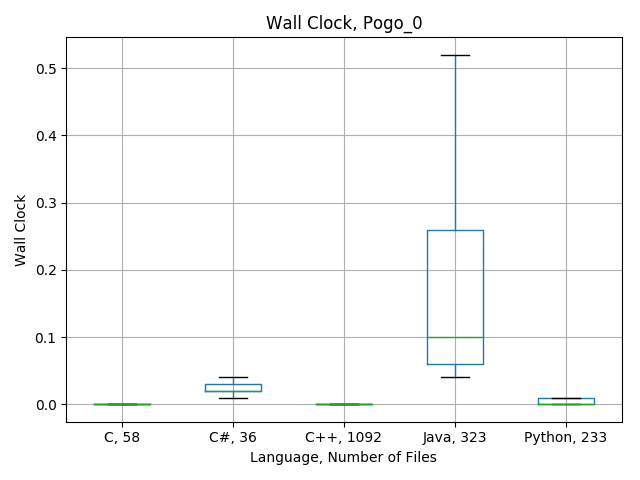 Wall Clock, Pogo_0
0.5
0.4
0.3
0.2
0.1
0.0
Wall Clock
C, 58
C#, 36
C++, 1092
Java, 323
Python, 233
Language, Number of Files